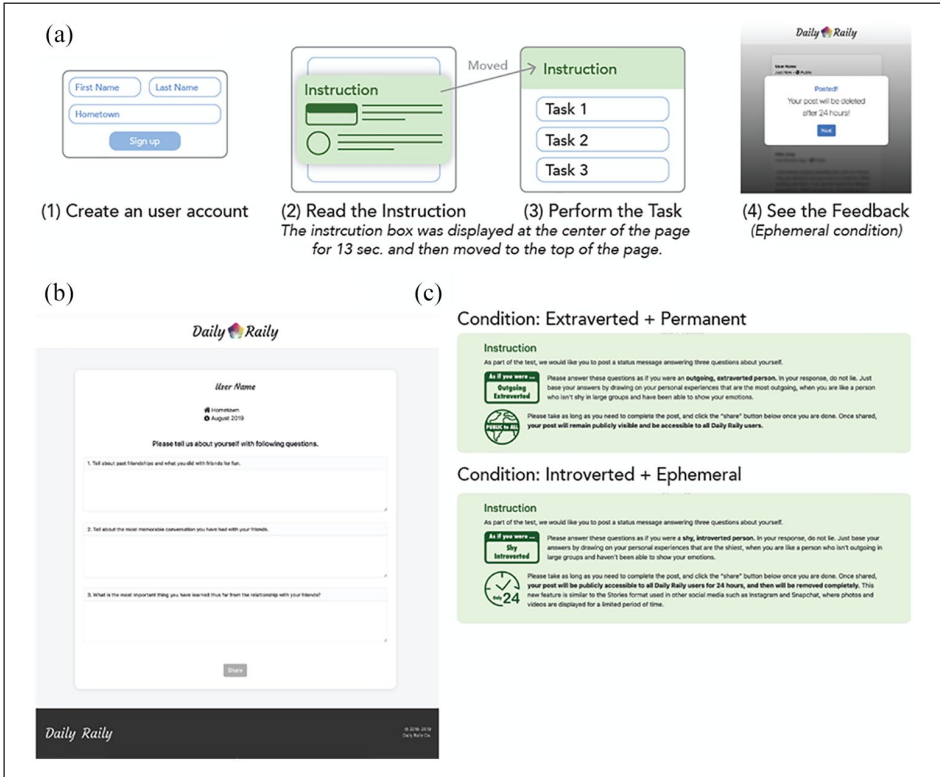 (a)
First Name Last Name
Hometown
Sign up
(1) Create an user account
Instruction
(2) Read the Instruction
Moved
Instruction
Task 1
Task 2
Task 3
(3) Perform the Task
The instrcution box was displayed at the center of the page
for 13 sec. and then moved to the top of the page.
Daily Raily
User Name
Posted!
Your post will be deleted
after 24 hours!
Next
(4) See the Feedback
(Ephemeral condition)
(b)
Daily Raily
User Name
Hometown
August 2019
Please tell us about yourself with following questions.
1. Tell about past friendships and what you did with friends for fun.
2. Tell about the most memorable conversation you have had with your friends.
3. What is the most important thing you have learned thus far from the relationship with your friends?
Share
Daily Raily
© 2018-2019
Daily Raily Co.
(c)
Condition: Extraverted + Permanent
Instruction
As part of the test, we would like you to post a status message answering three questions about yourself.
As if you were ...
Outgoing
Extraverted
Please answer these questions as if you were an outgoing, extraverted person. In your response, do not lie. Just
base your answers by drawing on your personal experiences that are the most outgoing, when you are like a person
who isn't shy in large groups and have been able to show your emotions.
PUBLIC to ALL
Please take as long as you need to complete the post, and click the "share" button below once you are done. Once shared,
your post will remain publicly visible and be accessible to all Daily Raily users.
Condition: Introverted + Ephemeral
Instruction
As part of the test, we would like you to post a status message answering three questions about yourself.
As if you were ...
Shy
Introverted
Please answer these questions as if you were a shy, introverted person. In your response, do not lie. Just base your
answers by drawing on your personal experiences that are the shiest, when you are like a person who isn't outgoing in
large groups and haven't been able to show your emotions.
Only 24
Please take as long as you need to complete the post, and click the "share" button below once you are done. Once shared,
your post will be publicly accessible to all Daily Raily users for 24 hours, and then will be removed completely. This
new feature is similar to the Stories format used in other social media such as Instagram and Snapchat, where photos and
videos are displayed for a limited period of time.